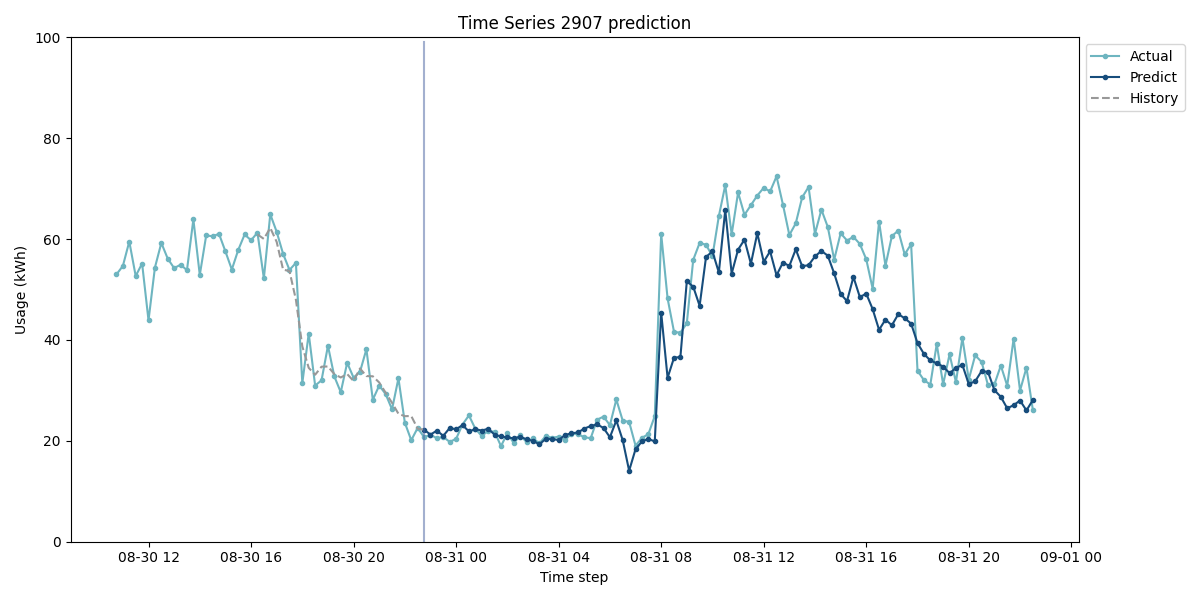 Time Series 2907 prediction
100
80
60
40
20
0
Usage (kWh)
08-30 12
08-30 16
08-30 20
08-31 00
08-31 04
08-31 08
08-31 12
08-31 16
08-31 20
09-01 00
Time step
Actual
Predict
History